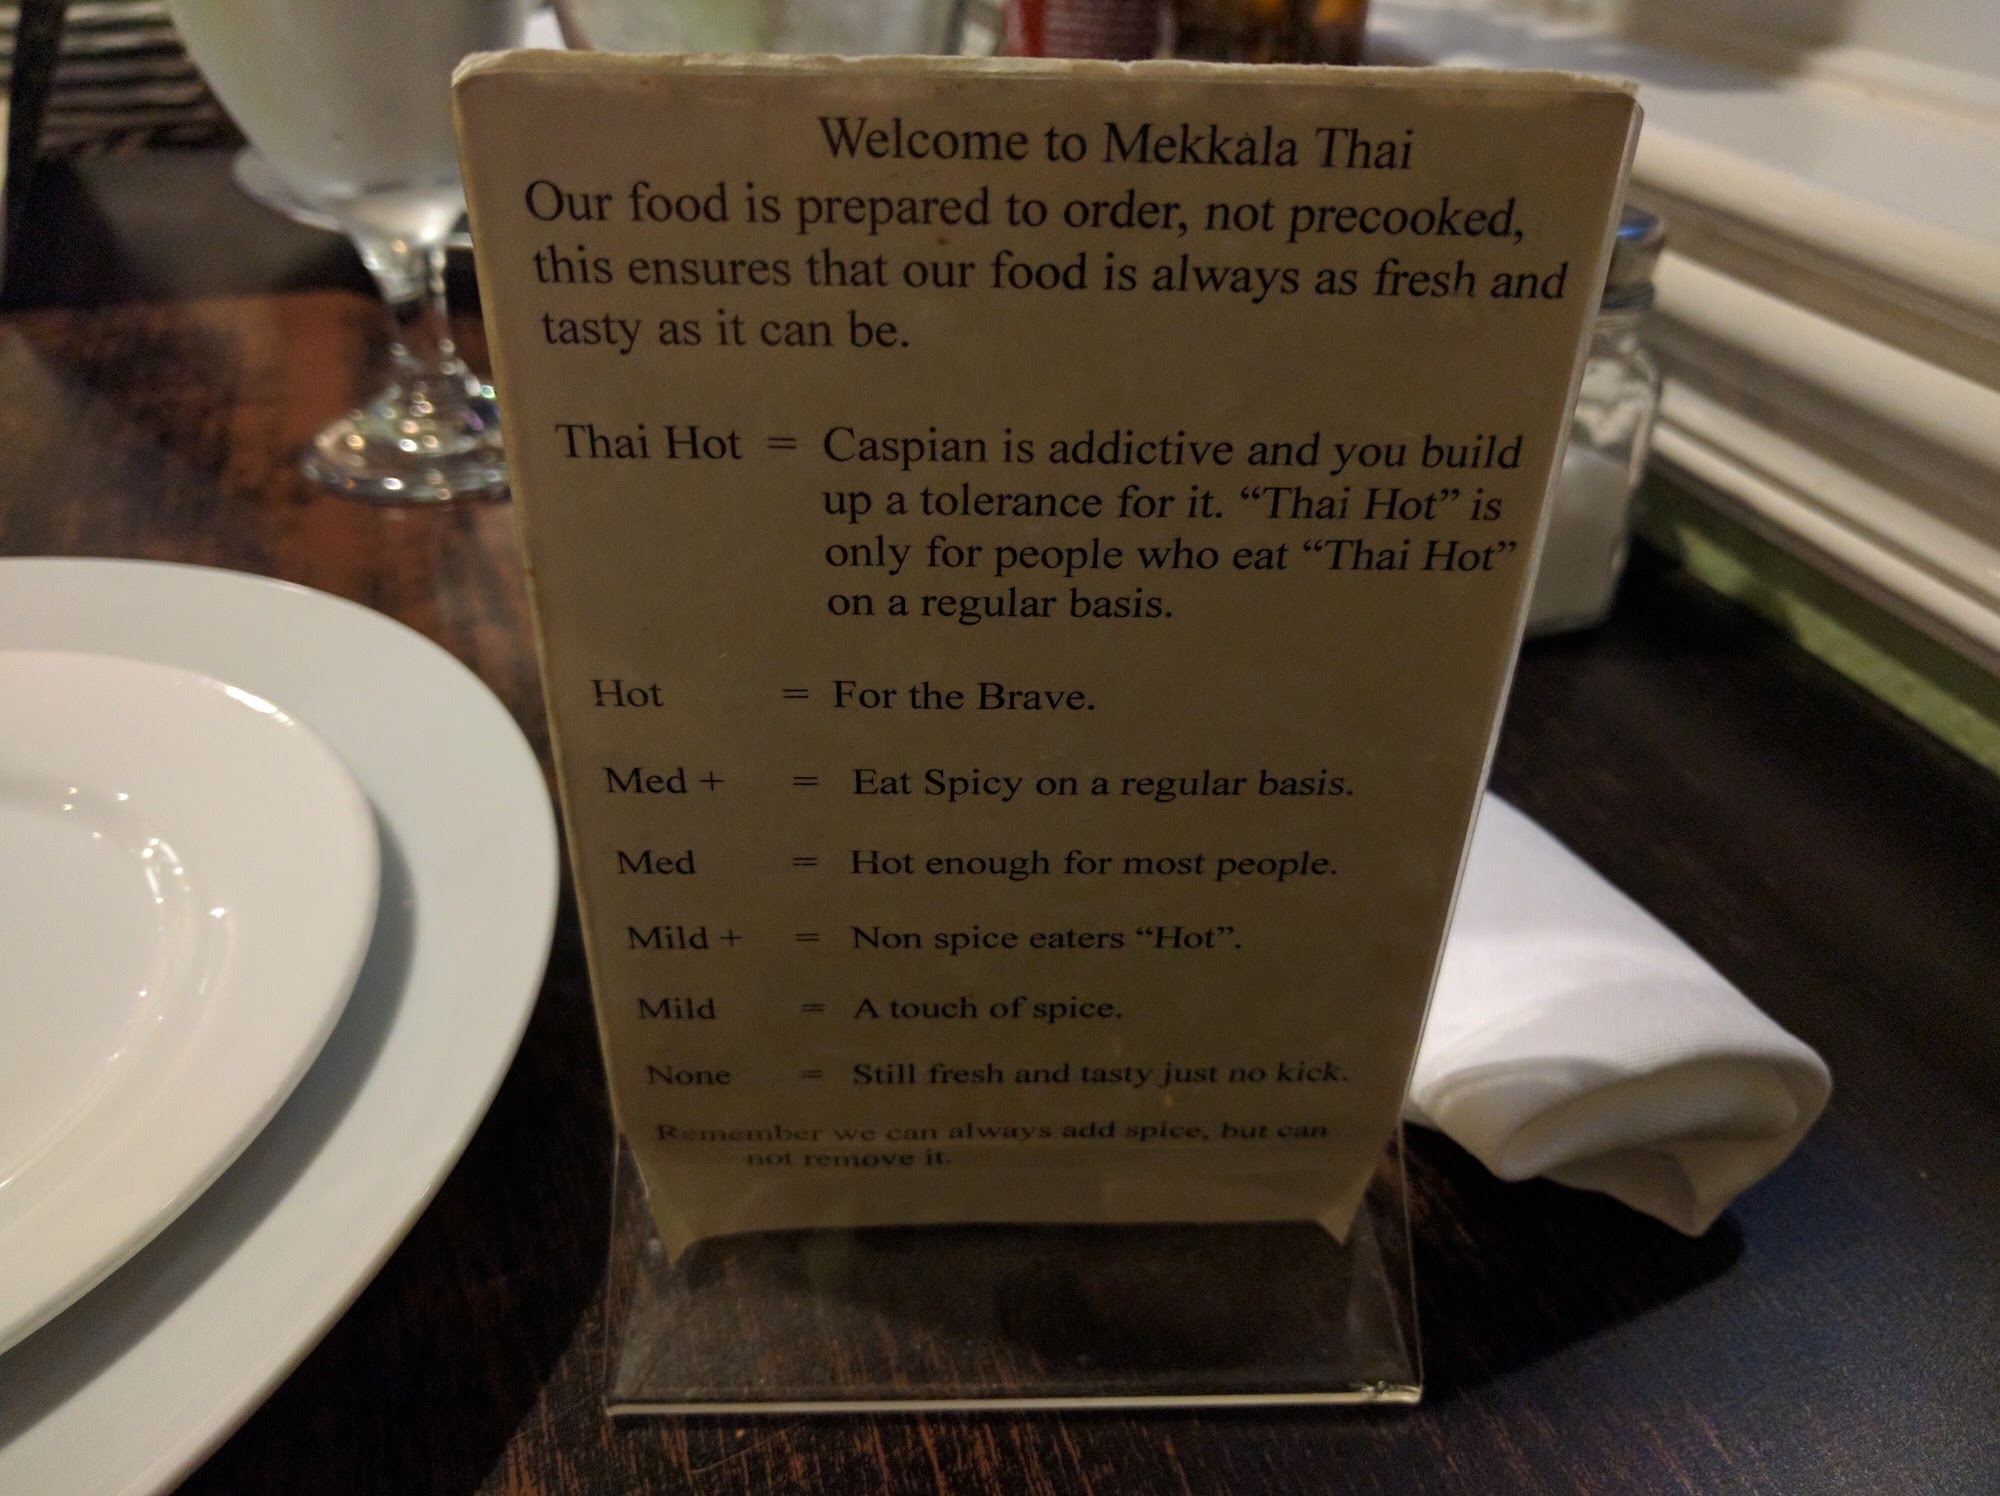 Welcome to Mekkala Thai
Our food is prepared to order, not precooked,
this ensures that our food is always as fresh and
tasty as it can be.
Thai Hot = Caspian is addictive and you build
up a tolerance for it. “Thai Hot” is
only for people who eat “Thai Hot”
on a regular basis.
Hot = For the Brave.
Med + = Eat Spicy on a regular basis.
Med = Hot enough for most people.
Mild + = Non spice eaters “Hot”.
Mild = A touch of spice.
None = Still fresh and tasty just no kick.
Remember we can always add spice, but can
not remove it.